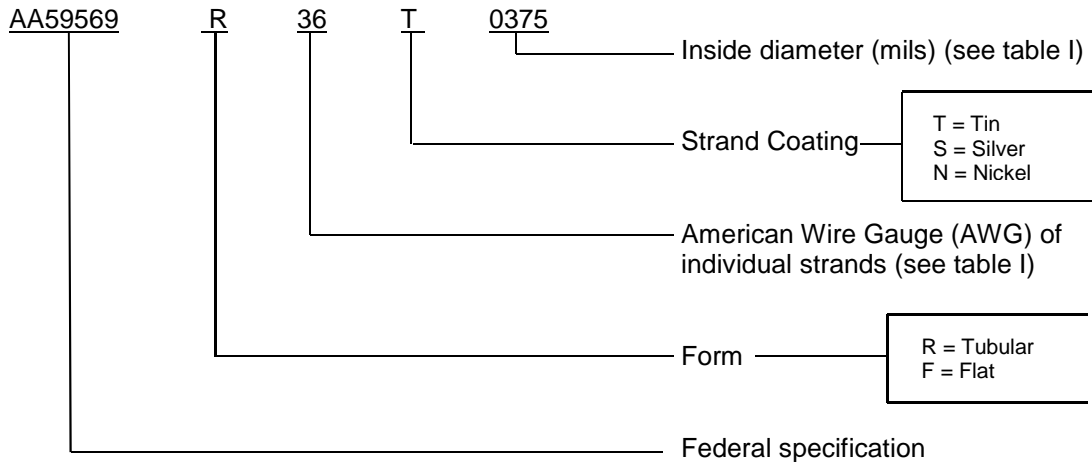 AA59569 R 36 T 0375
Inside diameter (mils) (see table I)
Strand Coating
T = Tin
S = Silver
N = Nickel
American Wire Gauge (AWG) of
individual strands (see table I)
Form
R = Tubular
F = Flat
Federal specification